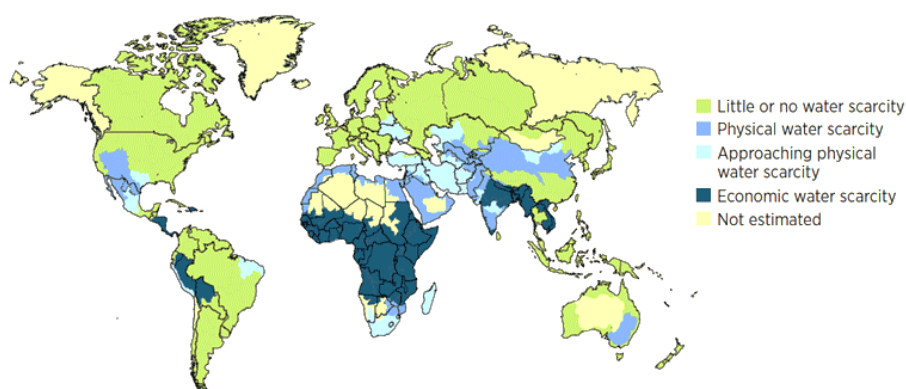 Little or no water scarcity
Physical water scarcity
Approaching physical
water scarcity
Economic water scarcity
Not estimated